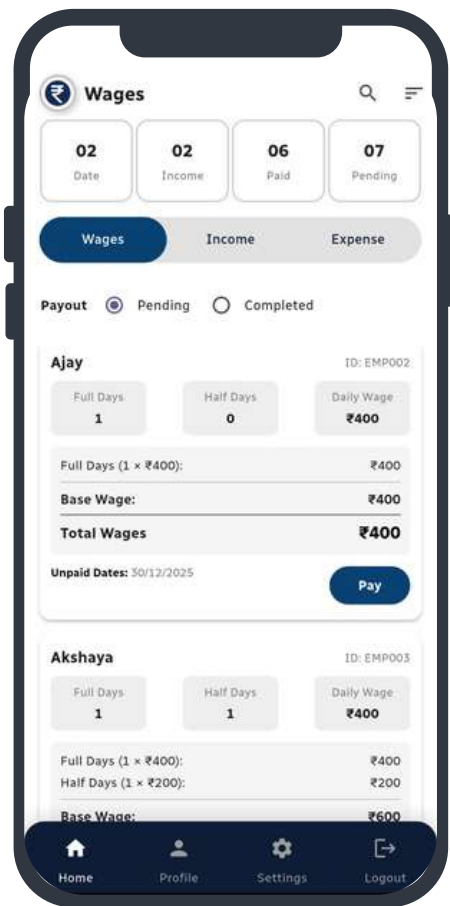 ₹ Wages
02 02 06 07
Date Income Paid Pending
Wages Income Expense
Payout Pending Completed
Ajay ID: EMP002
Full Days Half Days Daily Wage
1 0 ₹400
Full Days (1 × ₹400): ₹400
Base Wage: ₹400
Total Wages ₹400
Unpaid Dates: 30/12/2025 Pay
Akshaya ID: EMP003
Full Days Half Days Daily Wage
1 1 ₹400
Full Days (1 × ₹400): ₹400
Half Days (1 × ₹200): ₹200
Base Wage: ₹600
Home Profile Settings Logout